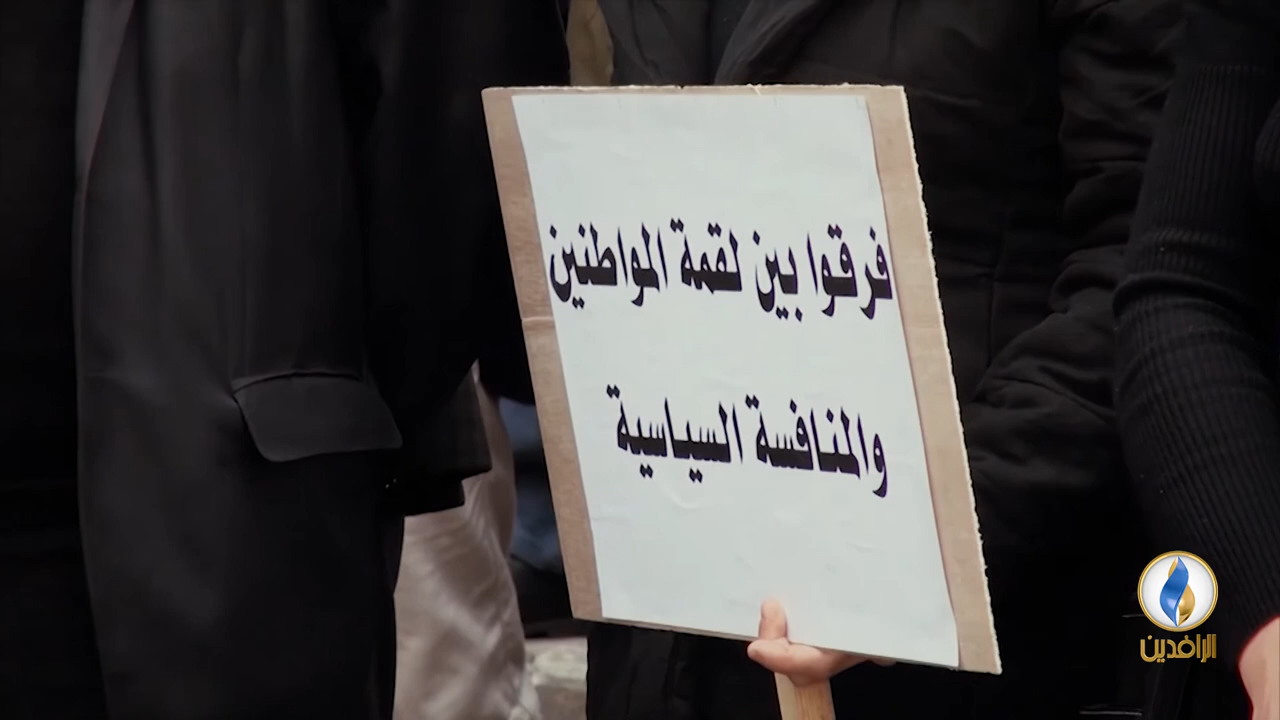 فرقوا بين لقمة المواطنين
والمنافسة السياسية
الرافدين